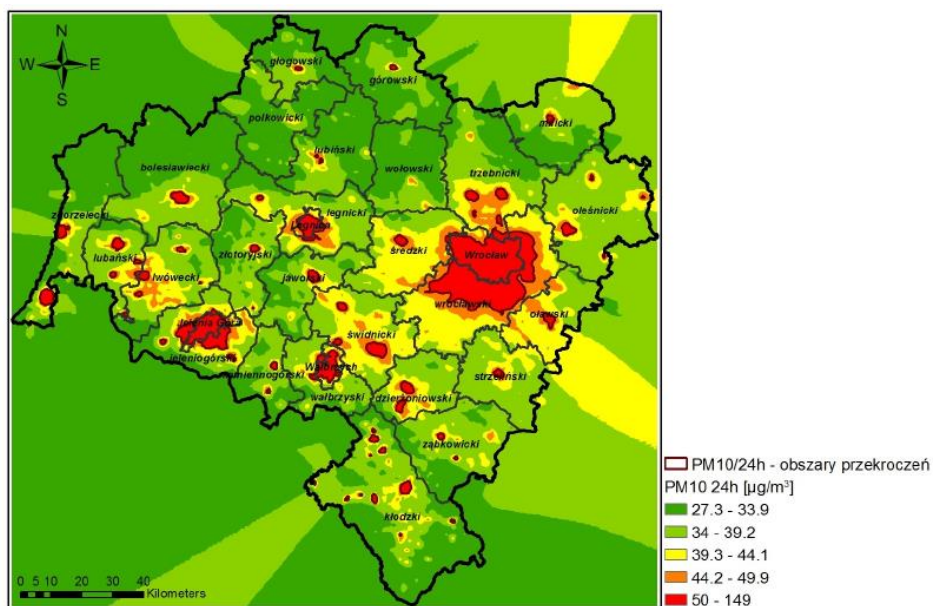 N
W E
S
głogowski
górowski
polkowicki
milicki
lubiński
bolesławiecki
wołowski
trzebnicki
zgorzelecki
legnicki
oleśnicki
Legnica
lubański
złotoryjski
średzki
Wrocław
lwówecki
jaworski
wrocławski
oławski
Jelenia Góra
świdnicki
jeleniogórski
kamiennogórski
Wałbrzych
strzeliński
wałbrzyski
dzierżoniowski
ząbkowicki
kłodzki
0 5 10 20 30 40
Kilometers
PM10/24h - obszary przekroczeń
PM10 24h [µg/m³]
27.3 - 33.9
34 - 39.2
39.3 - 44.1
44.2 - 49.9
50 - 149